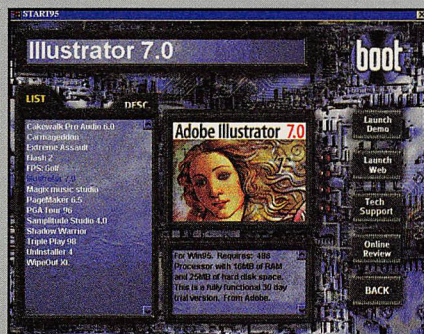 START95
Illustrator 7.0
boot
LIST
DESC
Cakewalk Pro Audio 6.0
Carmageddon
Extreme Assault
Flash 2
FPS: Golf
Illustrator 7.0
Magix music studio
PageMaker 6.5
PGA Tour 96
Samplitude Studio 4.0
Shadow Warrior
Triple Play 98
UnInstaller 4
WipeOut XL
Adobe Illustrator 7.0
For Win95. Requires: 486
Processor with 16MB of RAM
and 25MB of hard disk space.
This is a fully functional 30 day
trial version. From Adobe.
Launch
Demo
Launch
Web
Tech
Support
Online
Review
BACK